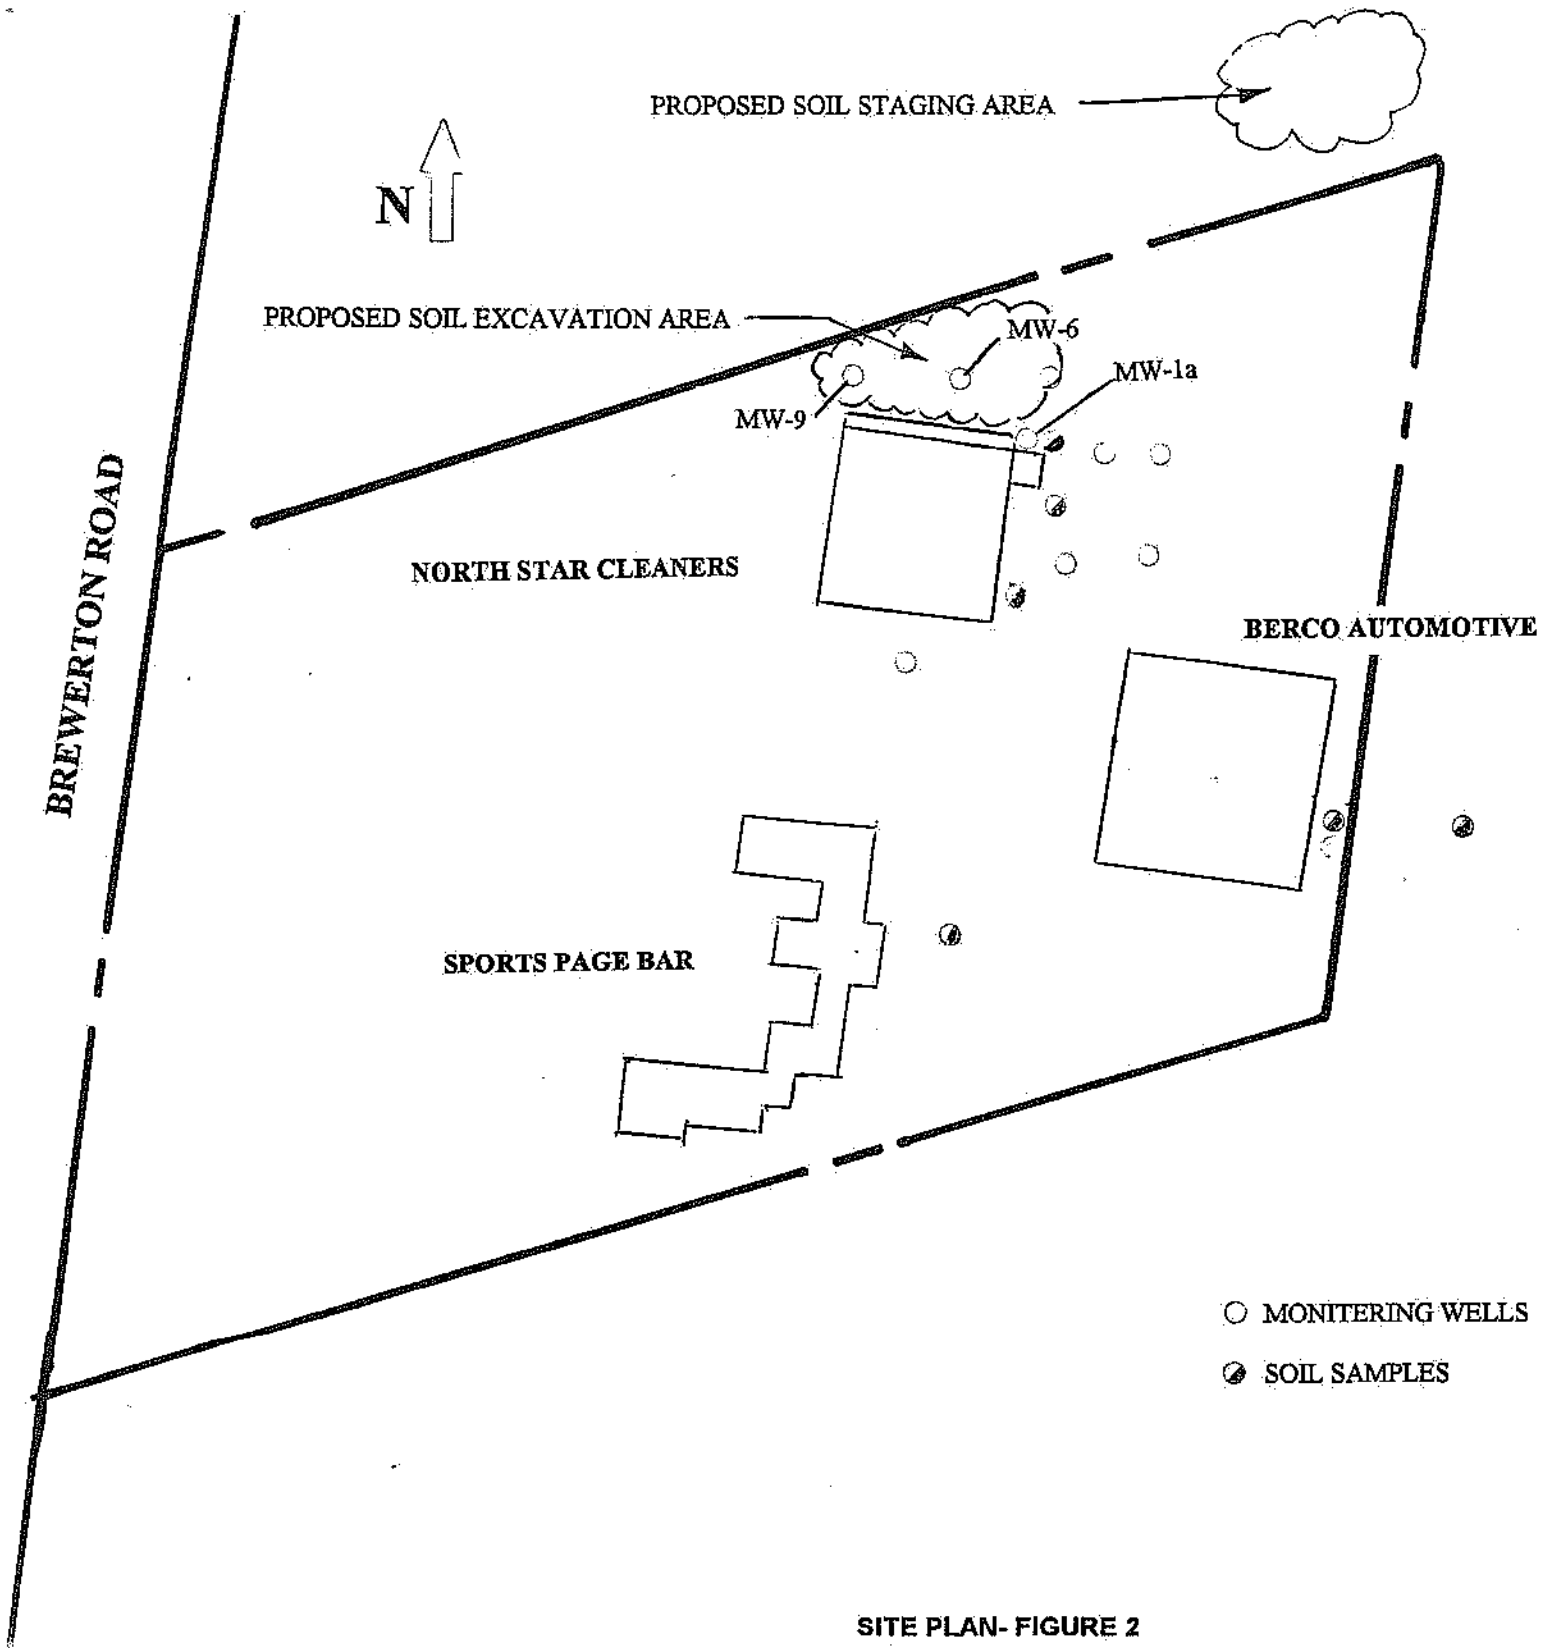 PROPOSED SOIL STAGING AREA
N
PROPOSED SOIL EXCAVATION AREA
MW-6
MW-1a
MW-9
BREWERTON ROAD
NORTH STAR CLEANERS
BERCO AUTOMOTIVE
SPORTS PAGE BAR
MONITERING WELLS
SOIL SAMPLES
SITE PLAN- FIGURE 2